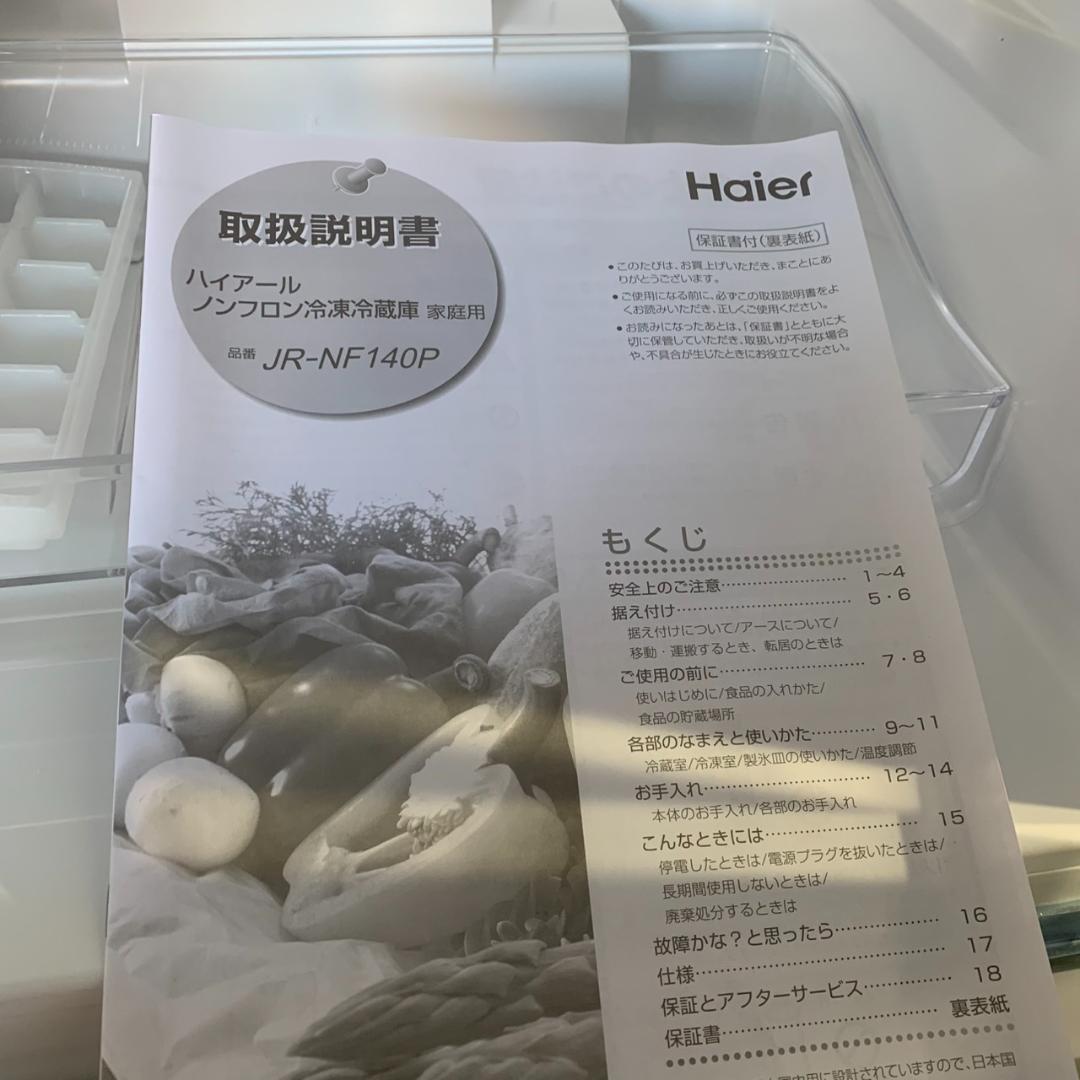 取扱説明書
ハイアール
ノンフロン冷凍冷蔵庫 家庭用
品番 JR-NF140P
Haier
保証書付(裏表紙)
●このたびは、お買上げいただき、まことにあ
りがとうございます。
●ご使用になる前に、必ずこの取扱説明書をよ
くお読みいただき、正しくご使用ください。
●お読みになったあとは、「保証書」とともに大
切に保管していただき、取扱いが不明な場合
や、不具合が生じたときにお役立てください。
もくじ
安全上のご注意…………………… 1～4
据え付け…………………………… 5・6
据え付けについて/アースについて/
移動・運搬するとき、転居のときは
ご使用の前に……………………… 7・8
使いはじめに/食品の入れかた/
食品の貯蔵場所
各部のなまえと使いかた………… 9～11
冷蔵室/冷凍室/製氷皿の使いかた/温度調節
お手入れ…………………………… 12～14
本体のお手入れ/各部のお手入れ
こんなときには…………………… 15
停電したときは/電源プラグを抜いたときは/
長期間使用しないときは/
廃棄処分するときは
故障かな？と思ったら…………… 16
仕様………………………………… 17
保証とアフターサービス………… 18
保証書……………………………… 裏表紙
国内用に設計されていますので、日本国